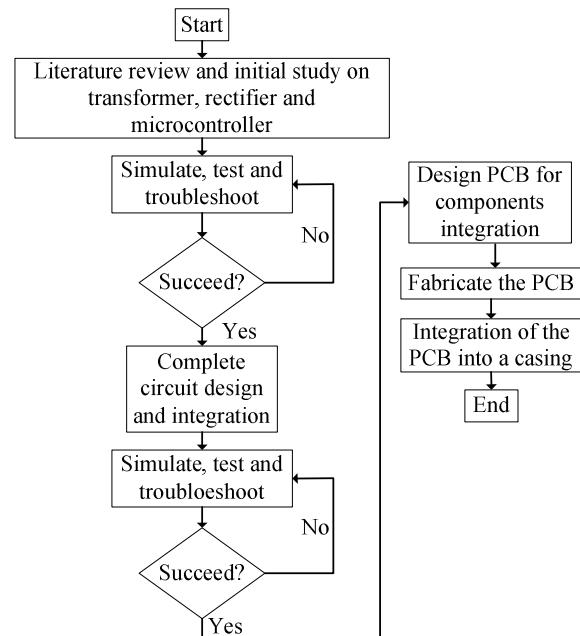 Start
Literature review and initial study on
transformer, rectifier and
microcontroller
Simulate, test and
troubleshoot
No
Succeed?
Yes
Complete
circuit design
and integration
Simulate, test and
troubloeshoot
No
Succeed?
Yes
Design PCB for
components
integration
Fabricate the PCB
Integration of the
PCB into a casing
End